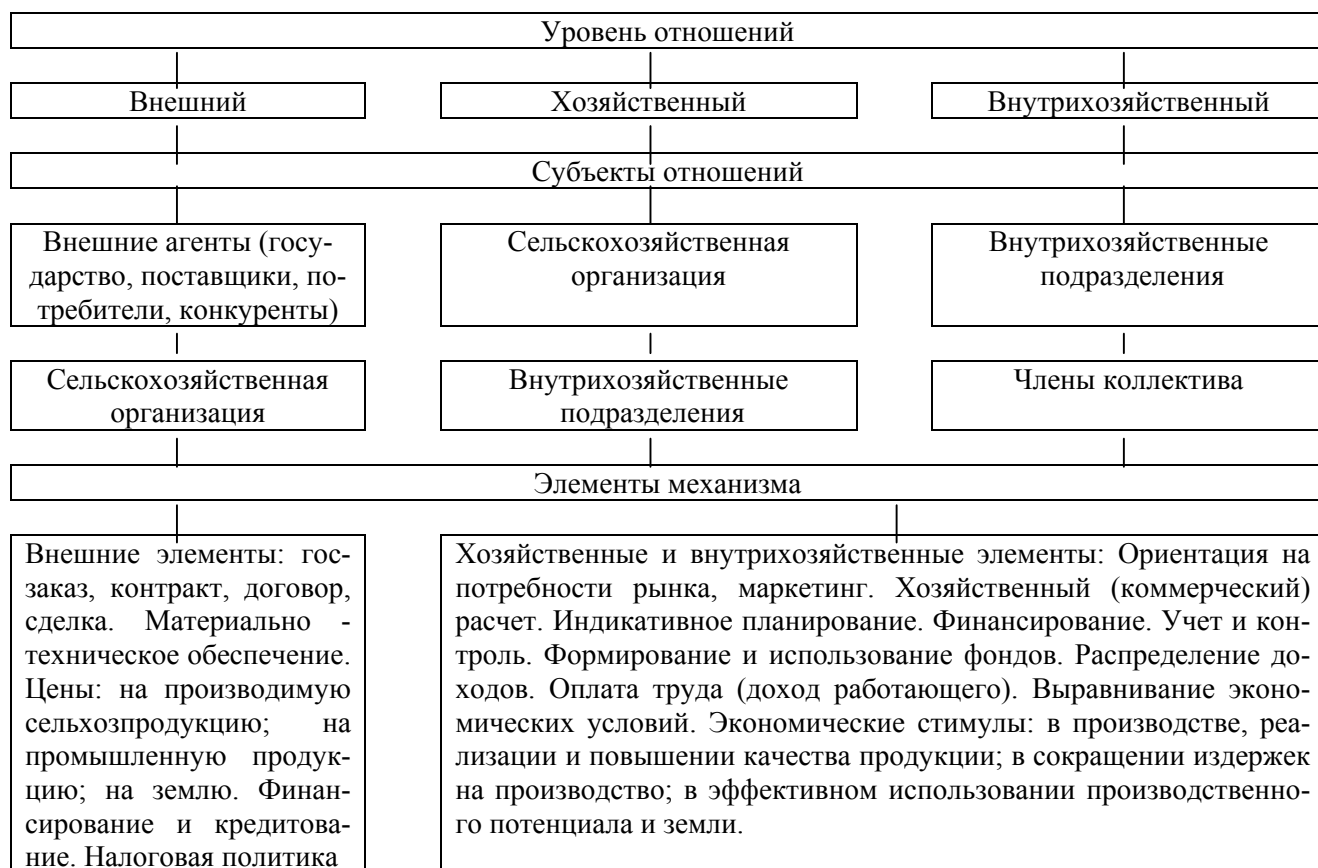 Уровень отношений
Внешний
Хозяйственный
Внутрихозяйственный
Субъекты отношений
Внешние агенты (госу-
дарство, поставщики, по-
требители, конкуренты)
Сельскохозяйственная
организация
Внутрихозяйственные
подразделения
Сельскохозяйственная
организация
Внутрихозяйственные
подразделения
Члены коллектива
Элементы механизма
Внешние элементы: гос-
заказ, контракт, договор,
сделка. Материально -
техническое обеспечение.
Цены: на производимую
сельхозпродукцию; на
промышленную продук-
цию; на землю. Финан-
сирование и кредитова-
ние. Налоговая политика
Хозяйственные и внутрихозяйственные элементы: Ориентация на
потребности рынка, маркетинг. Хозяйственный (коммерческий)
расчет. Индикативное планирование. Финансирование. Учет и кон-
троль. Формирование и использование фондов. Распределение до-
ходов. Оплата труда (доход работающего). Выравнивание эконо-
мических условий. Экономические стимулы: в производстве, реа-
лизации и повышении качества продукции; в сокращении издержек
на производство; в эффективном использовании производственно-
го потенциала и земли.